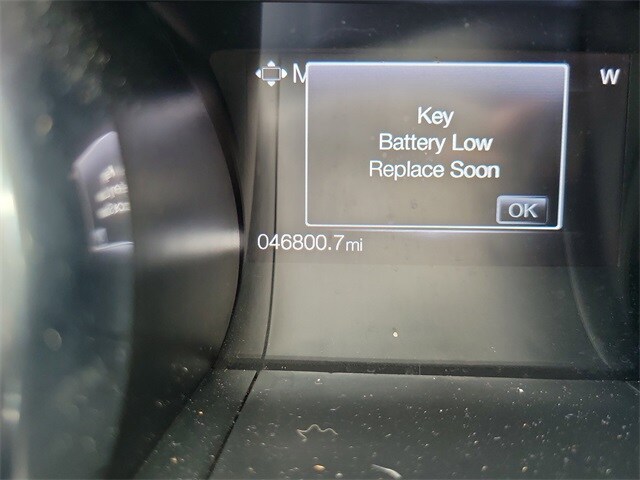 M
W
Key
Battery Low
Replace Soon
OK
046800.7mi